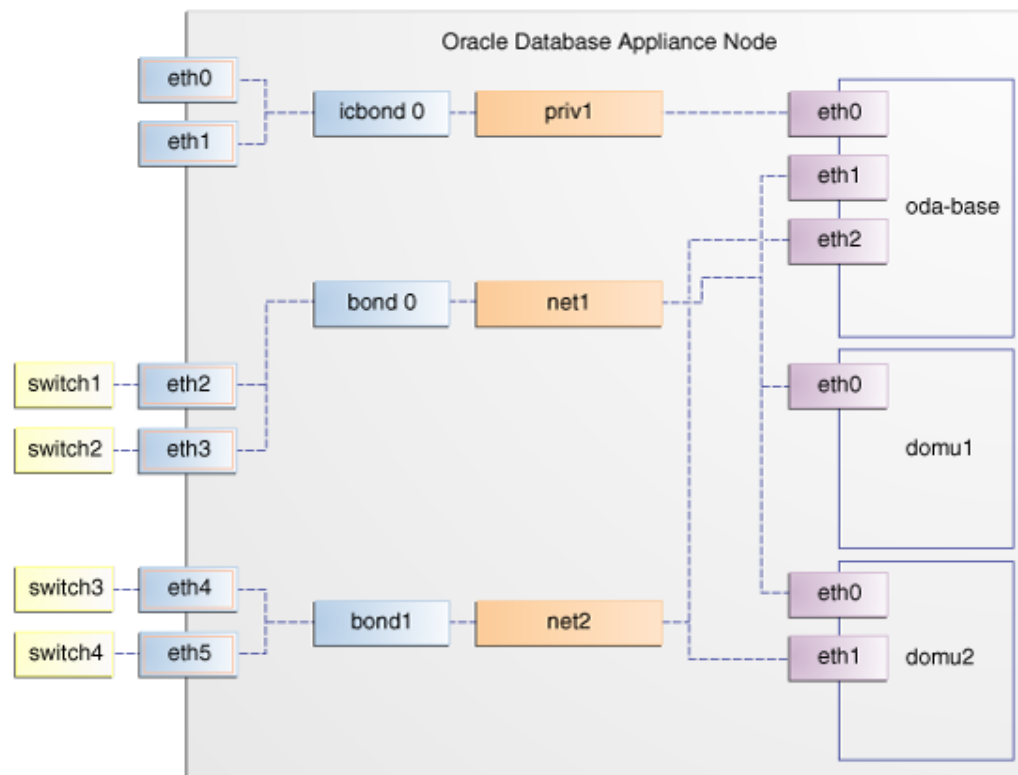 Oracle Database Appliance Node
eth0
icbond 0
priv1
eth0
eth1
eth1
oda-base
eth2
bond 0
net1
switch1
eth2
eth0
switch2
eth3
domu1
switch3
eth4
eth0
bond1
net2
switch4
eth5
eth1
domu2